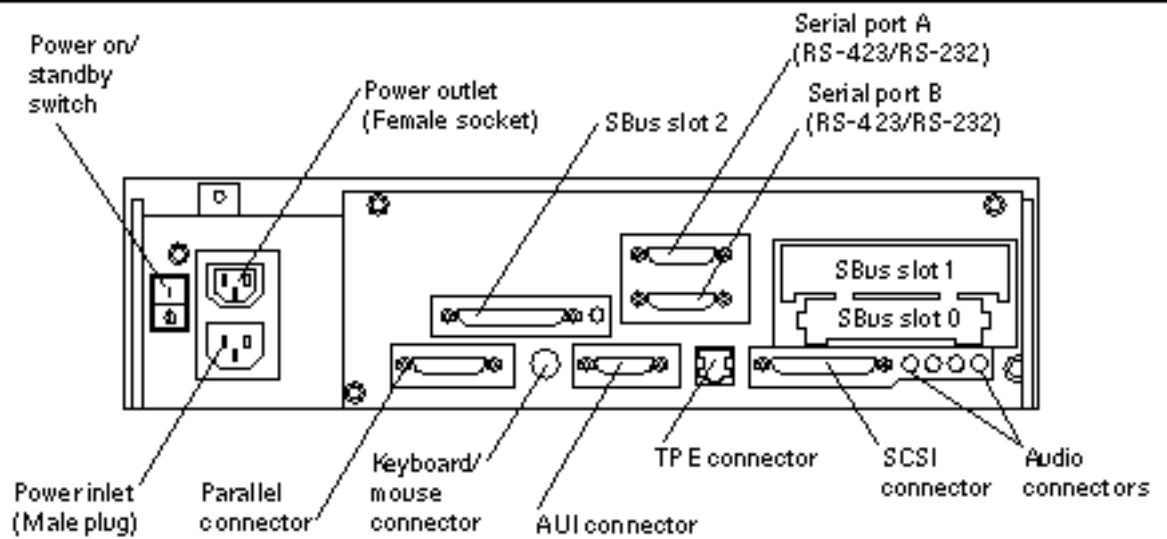 Power on/
standby
switch
Power outlet
(Female socket)
SBus slot 2
Serial port A
(RS-423/RS-232)
Serial port B
(RS-423/RS-232)
SBus slot 1
SBus slot 0
Power inlet
(Male plug)
Parallel
connector
Keyboard/
mouse
connector
AUI connector
TPE connector
SCSI
connector
Audio
connectors